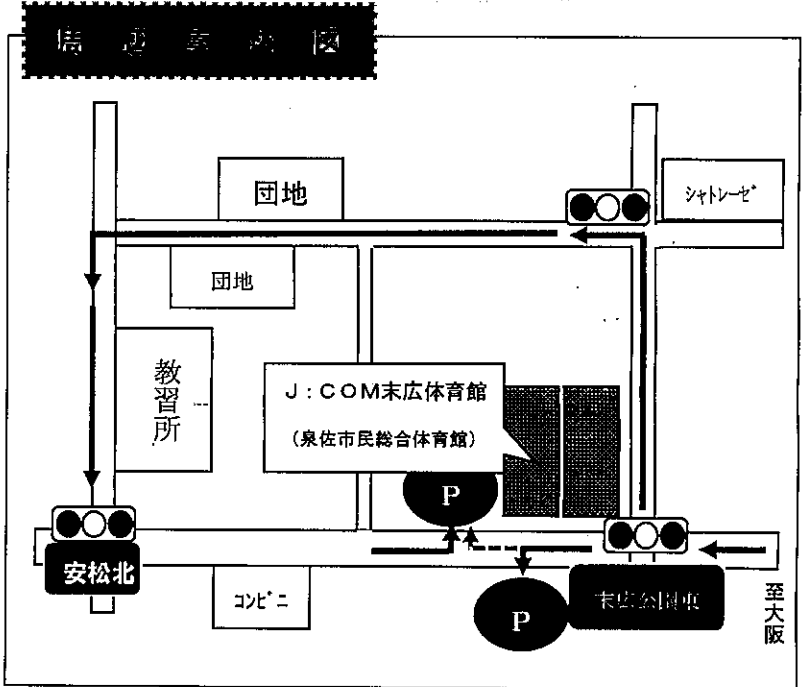 団地
シャトレーゼ
団地
教習所
J:COM末広体育館
(泉佐市民総合体育館)
P
安松北
コンビニ
P
末広公園東
至大阪